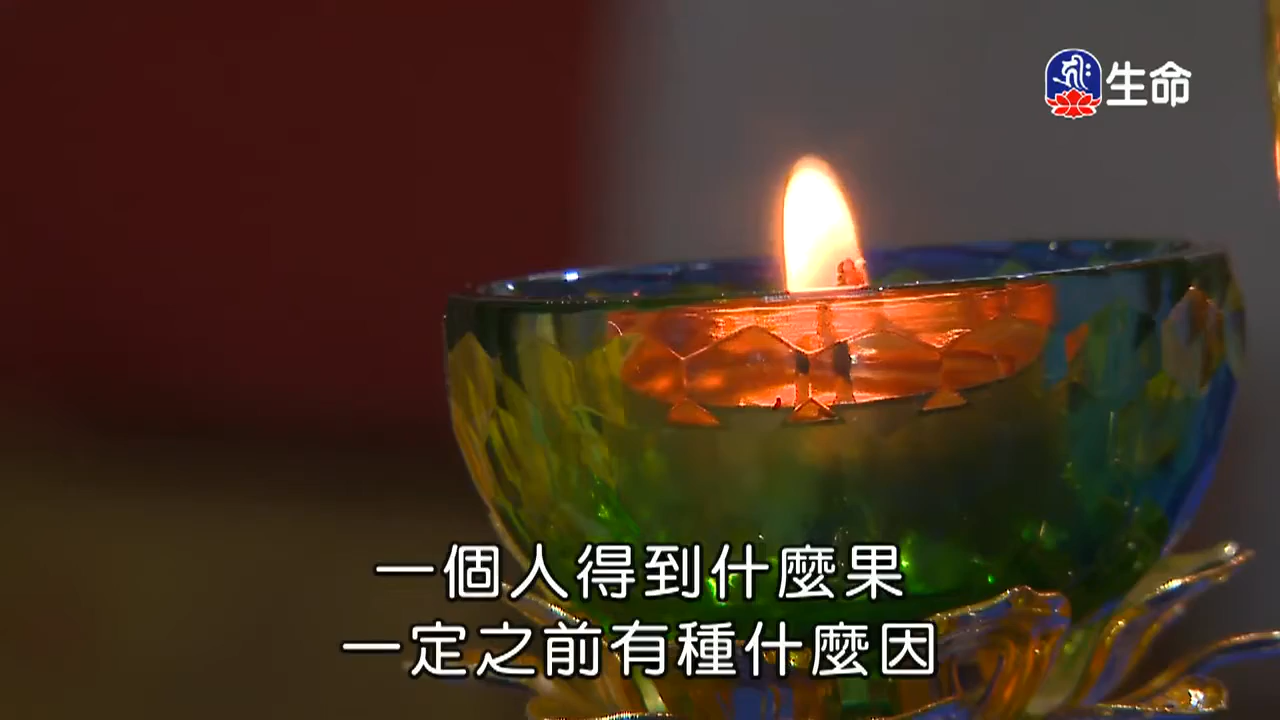 生命
一個人得到什麼果
一定之前有種什麼因